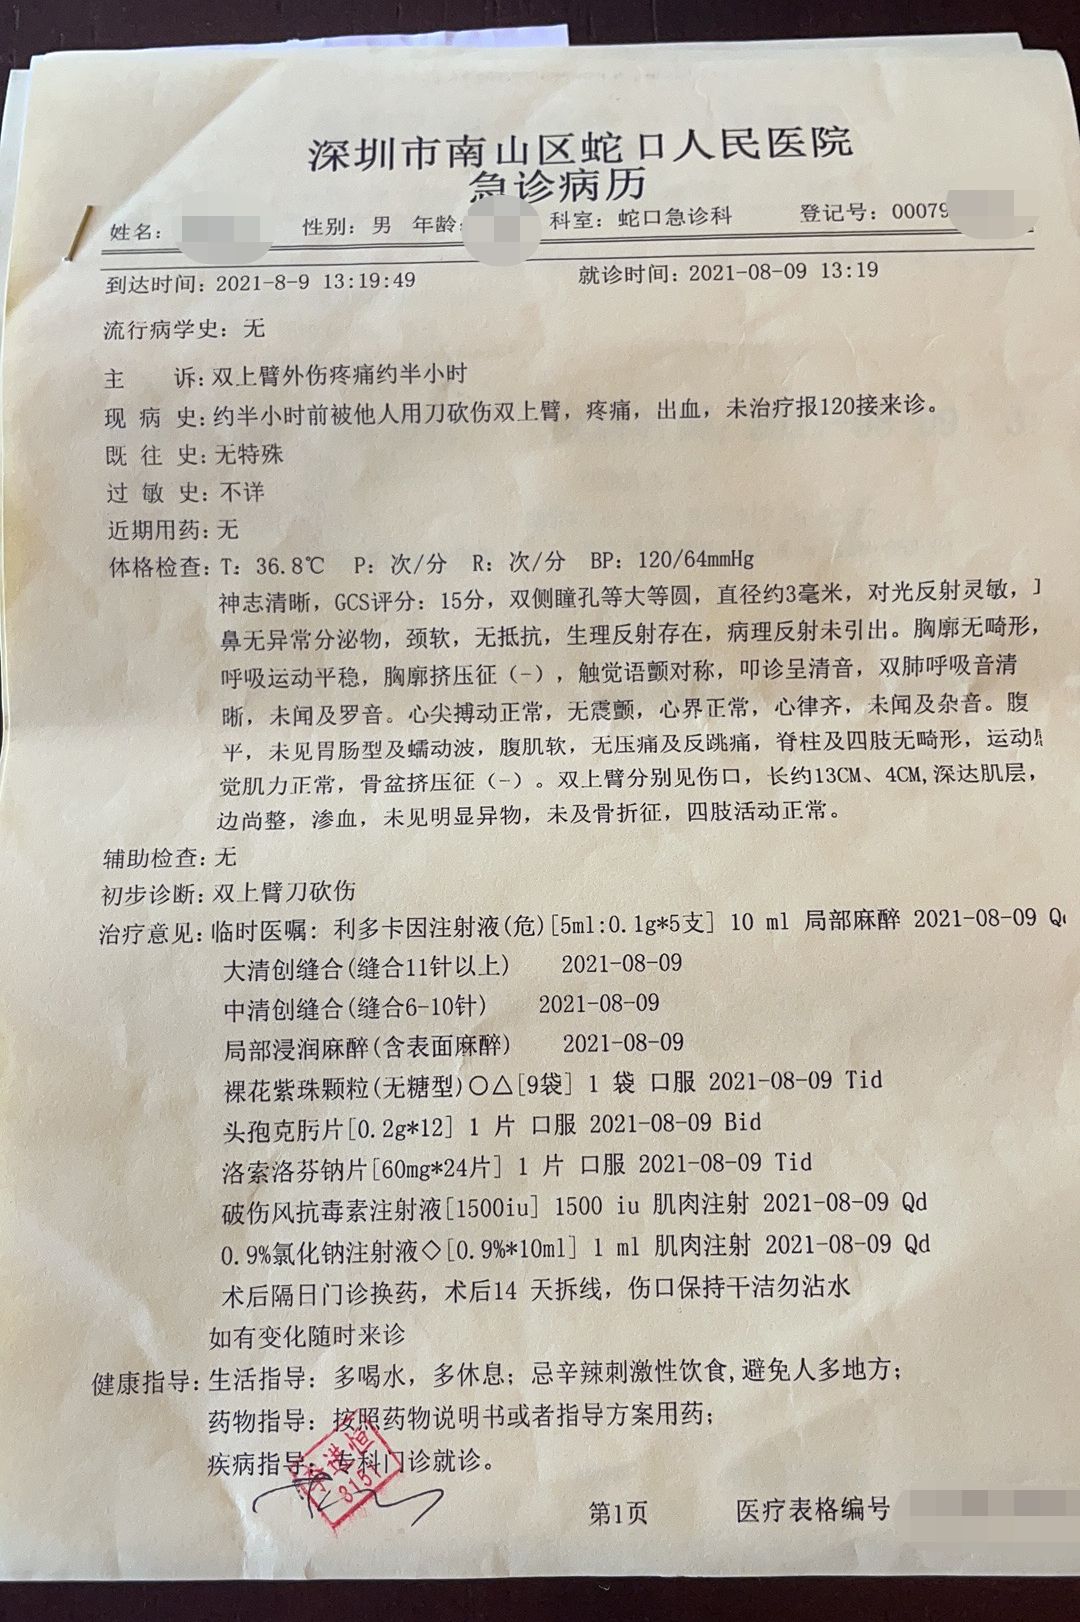 深圳市南山区蛇口人民医院
急诊病历
姓名： 性别：男 年龄： 科室：蛇口急诊科 登记号：00079
到达时间：2021-8-9 13:19:49 就诊时间：2021-08-09 13:19
流行病学史：无
主 诉：双上臂外伤疼痛约半小时
现 病 史：约半小时前被他人用刀砍伤双上臂，疼痛，出血，未治疗报120接来诊。
既 往 史：无特殊
过 敏 史：不详
近期用药：无
体格检查：T：36.8℃ P：次/分 R：次/分 BP：120/64mmHg
神志清晰，GCS评分：15分，双侧瞳孔等大等圆，直径约3毫米，对光反射灵敏，
鼻无异常分泌物，颈软，无抵抗，生理反射存在，病理反射未引出。胸廓无畸形，
呼吸运动平稳，胸廓挤压征（-），触觉语颤对称，叩诊呈清音，双肺呼吸音清
晰，未闻及罗音。心尖搏动正常，无震颤，心界正常，心律齐，未闻及杂音。腹
平，未见胃肠型及蠕动波，腹肌软，无压痛及反跳痛，脊柱及四肢无畸形，运动
觉肌力正常，骨盆挤压征（-）。双上臂分别见伤口，长约13CM、4CM,深达肌层，
边尚整，渗血，未见明显异物，未及骨折征，四肢活动正常。
辅助检查：无
初步诊断：双上臂刀砍伤
治疗意见：临时医嘱：利多卡因注射液(危)[5ml:0.1g*5支] 10 ml 局部麻醉 2021-08-09
大清创缝合(缝合11针以上) 2021-08-09
中清创缝合(缝合6-10针) 2021-08-09
局部浸润麻醉(含表面麻醉) 2021-08-09
裸花紫珠颗粒(无糖型)○△[9袋] 1 袋 口服 2021-08-09 Tid
头孢克肟片[0.2g*12] 1 片 口服 2021-08-09 Bid
洛索洛芬钠片[60mg*24片] 1 片 口服 2021-08-09 Tid
破伤风抗毒素注射液[1500iu] 1500 iu 肌肉注射 2021-08-09 Qd
0.9%氯化钠注射液◇[0.9%*10ml] 1 ml 肌肉注射 2021-08-09 Qd
术后隔日门诊换药，术后14 天拆线，伤口保持干洁勿沾水
如有变化随时来诊
健康指导：生活指导：多喝水，多休息；忌辛辣刺激性饮食,避免人多地方；
药物指导：按照药物说明书或者指导方案用药；
疾病指导：专科门诊就诊。
第1页 医疗表格编号